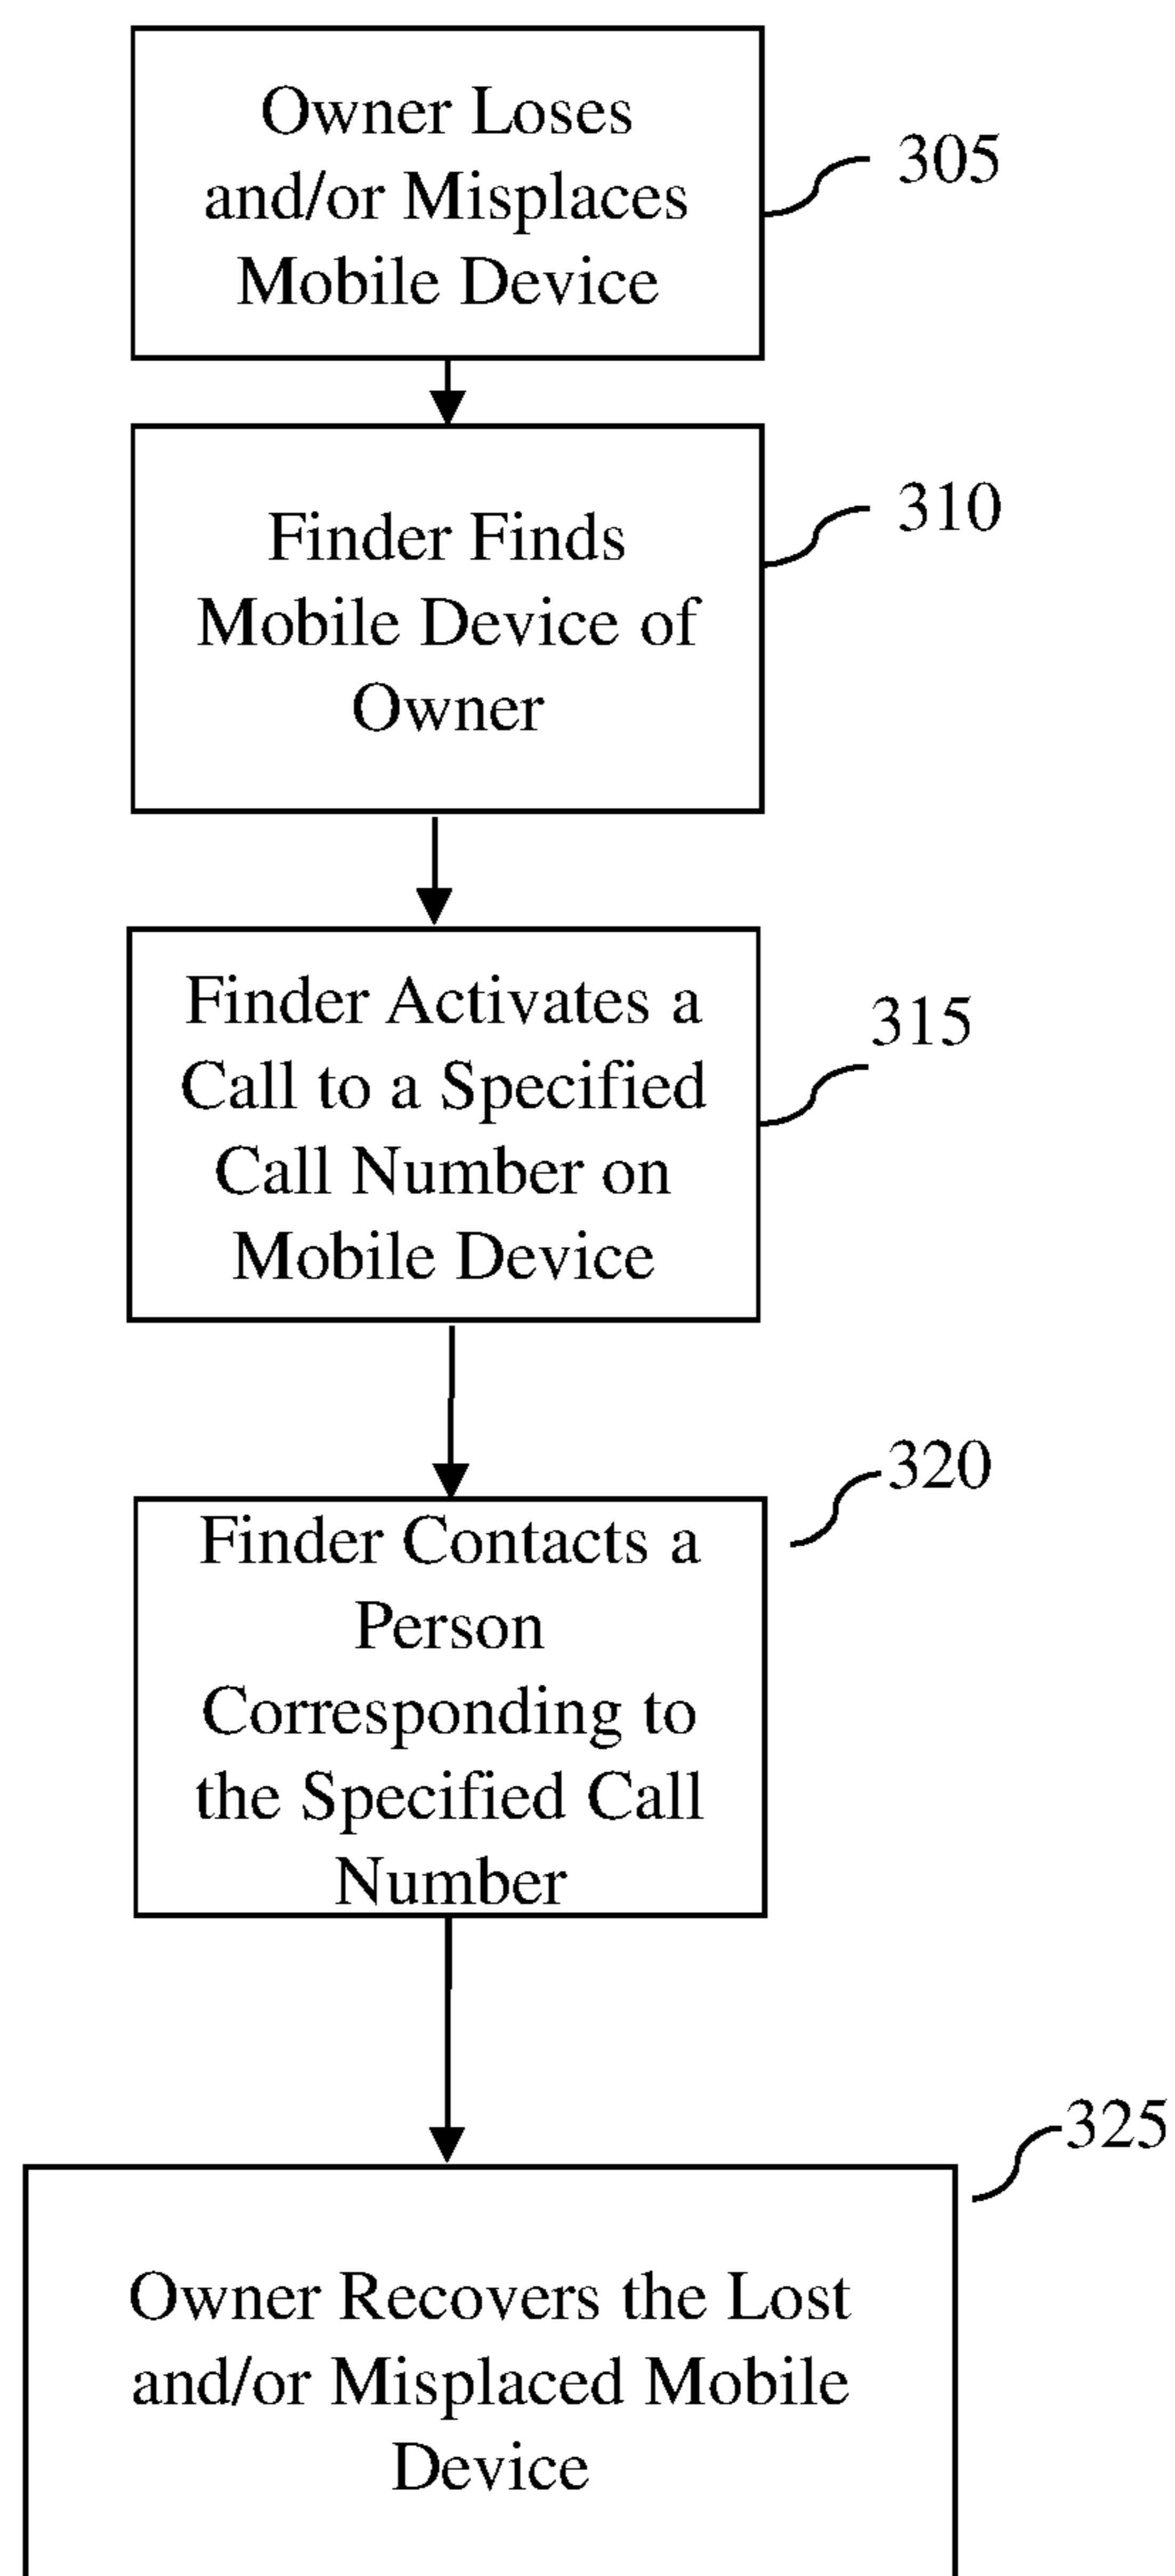 Owner Loses
and/or Misplaces
Mobile Device
305
Finder Finds
Mobile Device of
Owner
310
Finder Activates a
Call to a Specified
Call Number on
Mobile Device
315
Finder Contacts a
Person
Corresponding to
the Specified Call
Number
320
Owner Recovers the Lost
and/or Misplaced Mobile
Device
325